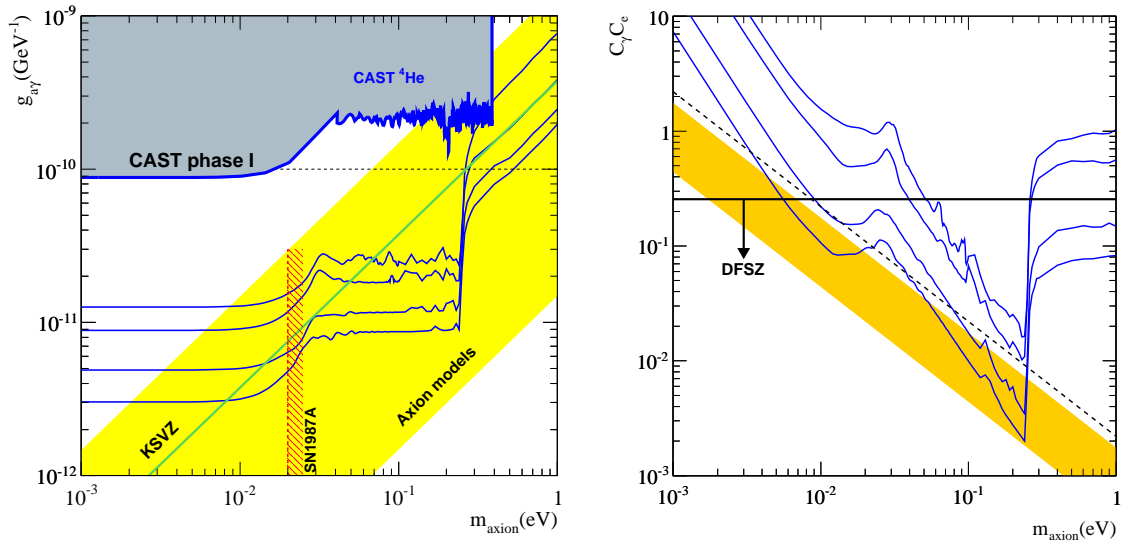 g_aγ(GeV⁻¹)
10⁻⁹
10⁻¹⁰
10⁻¹¹
10⁻¹²
CAST ⁴He
CAST phase I
KSVZ
SN1987A
Axion models
10⁻³
10⁻²
10⁻¹
1
m_axion(eV)
C_γC_e
10
1
10⁻¹
10⁻²
10⁻³
DFSZ
10⁻³
10⁻²
10⁻¹
1
m_axion(eV)